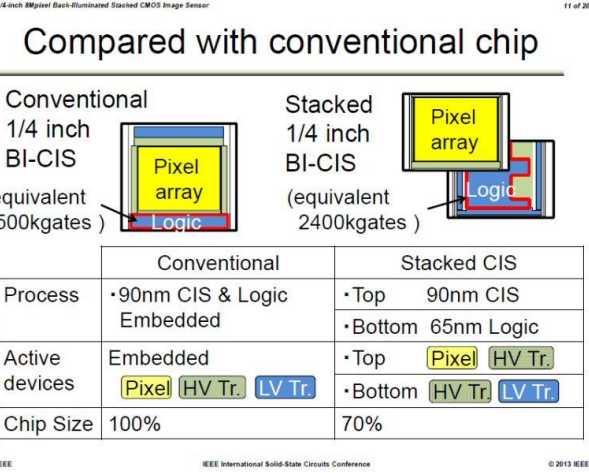 /4-inch 8Mpixel Back-Illuminated Stacked CMOS Image Sensor
11 of 20
Compared with conventional chip
Conventional
1/4 inch
BI-CIS
equivalent
500kgates )
Pixel
array
Logic
Stacked
1/4 inch
BI-CIS
(equivalent
2400kgates )
Pixel
array
Logic
Conventional Stacked CIS
Process ・90nm CIS & Logic ・Top 90nm CIS
Embedded
・Bottom 65nm Logic
Active Embedded ・Top Pixel HV Tr.
devices Pixel HV Tr. LV Tr. ・Bottom HV Tr. LV Tr.
Chip Size 100% 70%
EEE IEEE International Solid-State Circuits Conference © 2013 IEEE